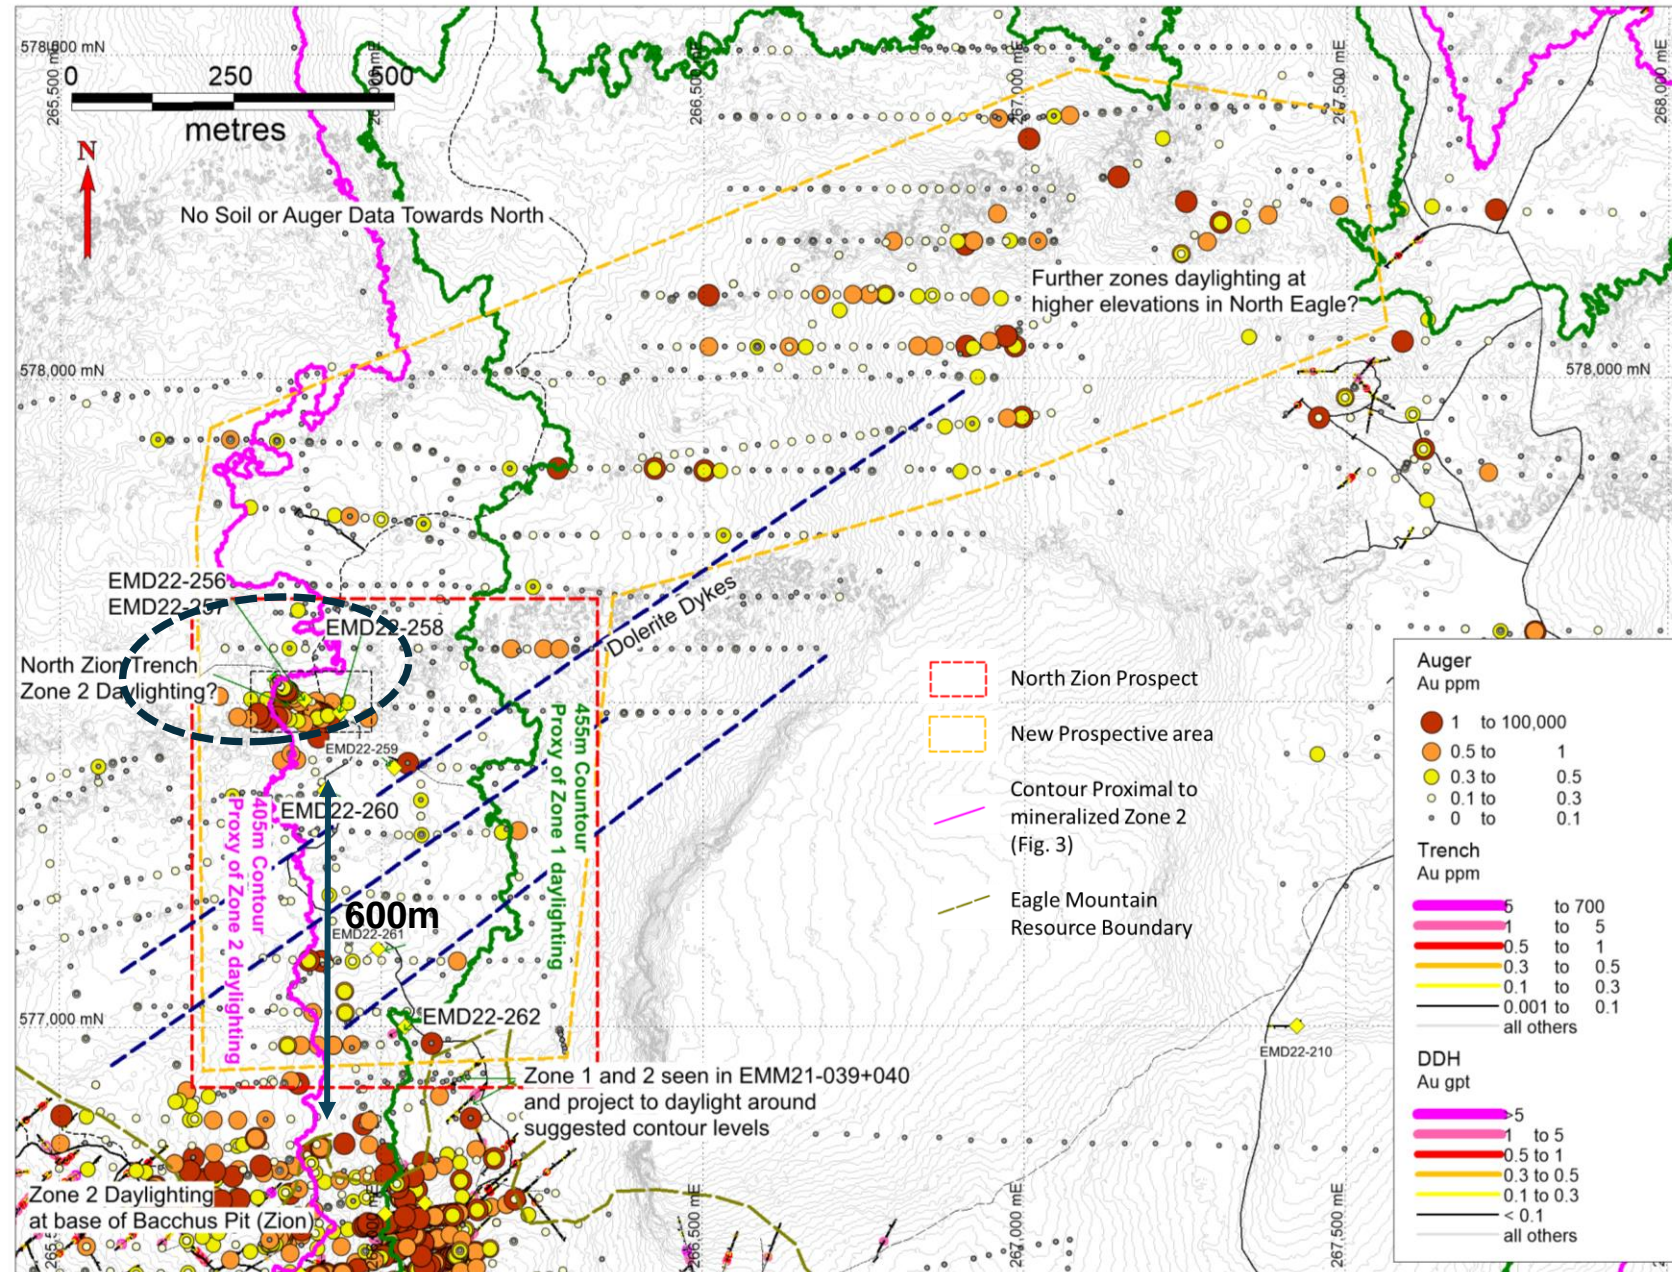 578,500 mN
0 250 500
metres
N
265,500 mE
266,000 mE
266,500 mE
267,000 mE
267,500 mE
268,000 mE
No Soil or Auger Data Towards North
Further zones daylighting at
higher elevations in North Eagle?
578,000 mN
578,000 mN
EMD22-256
EMD22-257
EMD22-258
North Zion Trench
Zone 2 Daylighting?
Dolerite Dykes
EMD22-259
EMD22-260
405m Contour
Proxy of Zone 2 daylighting
455m Countour
Proxy of Zone 1 daylighting
600m
EMD22-261
EMD22-262
577,000 mN
EMD22-210
Zone 1 and 2 seen in EMM21-039+040
and project to daylight around
suggested contour levels
Zone 2 Daylighting
at base of Bacchus Pit (Zion)
266,500 mE
267,000 mE
267,500 mE
North Zion Prospect
New Prospective area
Contour Proximal to
mineralized Zone 2
(Fig. 3)
Eagle Mountain
Resource Boundary
Auger
Au ppm
1 to 100,000
0.5 to 1
0.3 to 0.5
0.1 to 0.3
0 to 0.1
Trench
Au ppm
5 to 700
1 to 5
0.5 to 1
0.3 to 0.5
0.1 to 0.3
0.001 to 0.1
all others
DDH
Au gpt
>5
1 to 5
0.5 to 1
0.3 to 0.5
0.1 to 0.3
< 0.1
all others